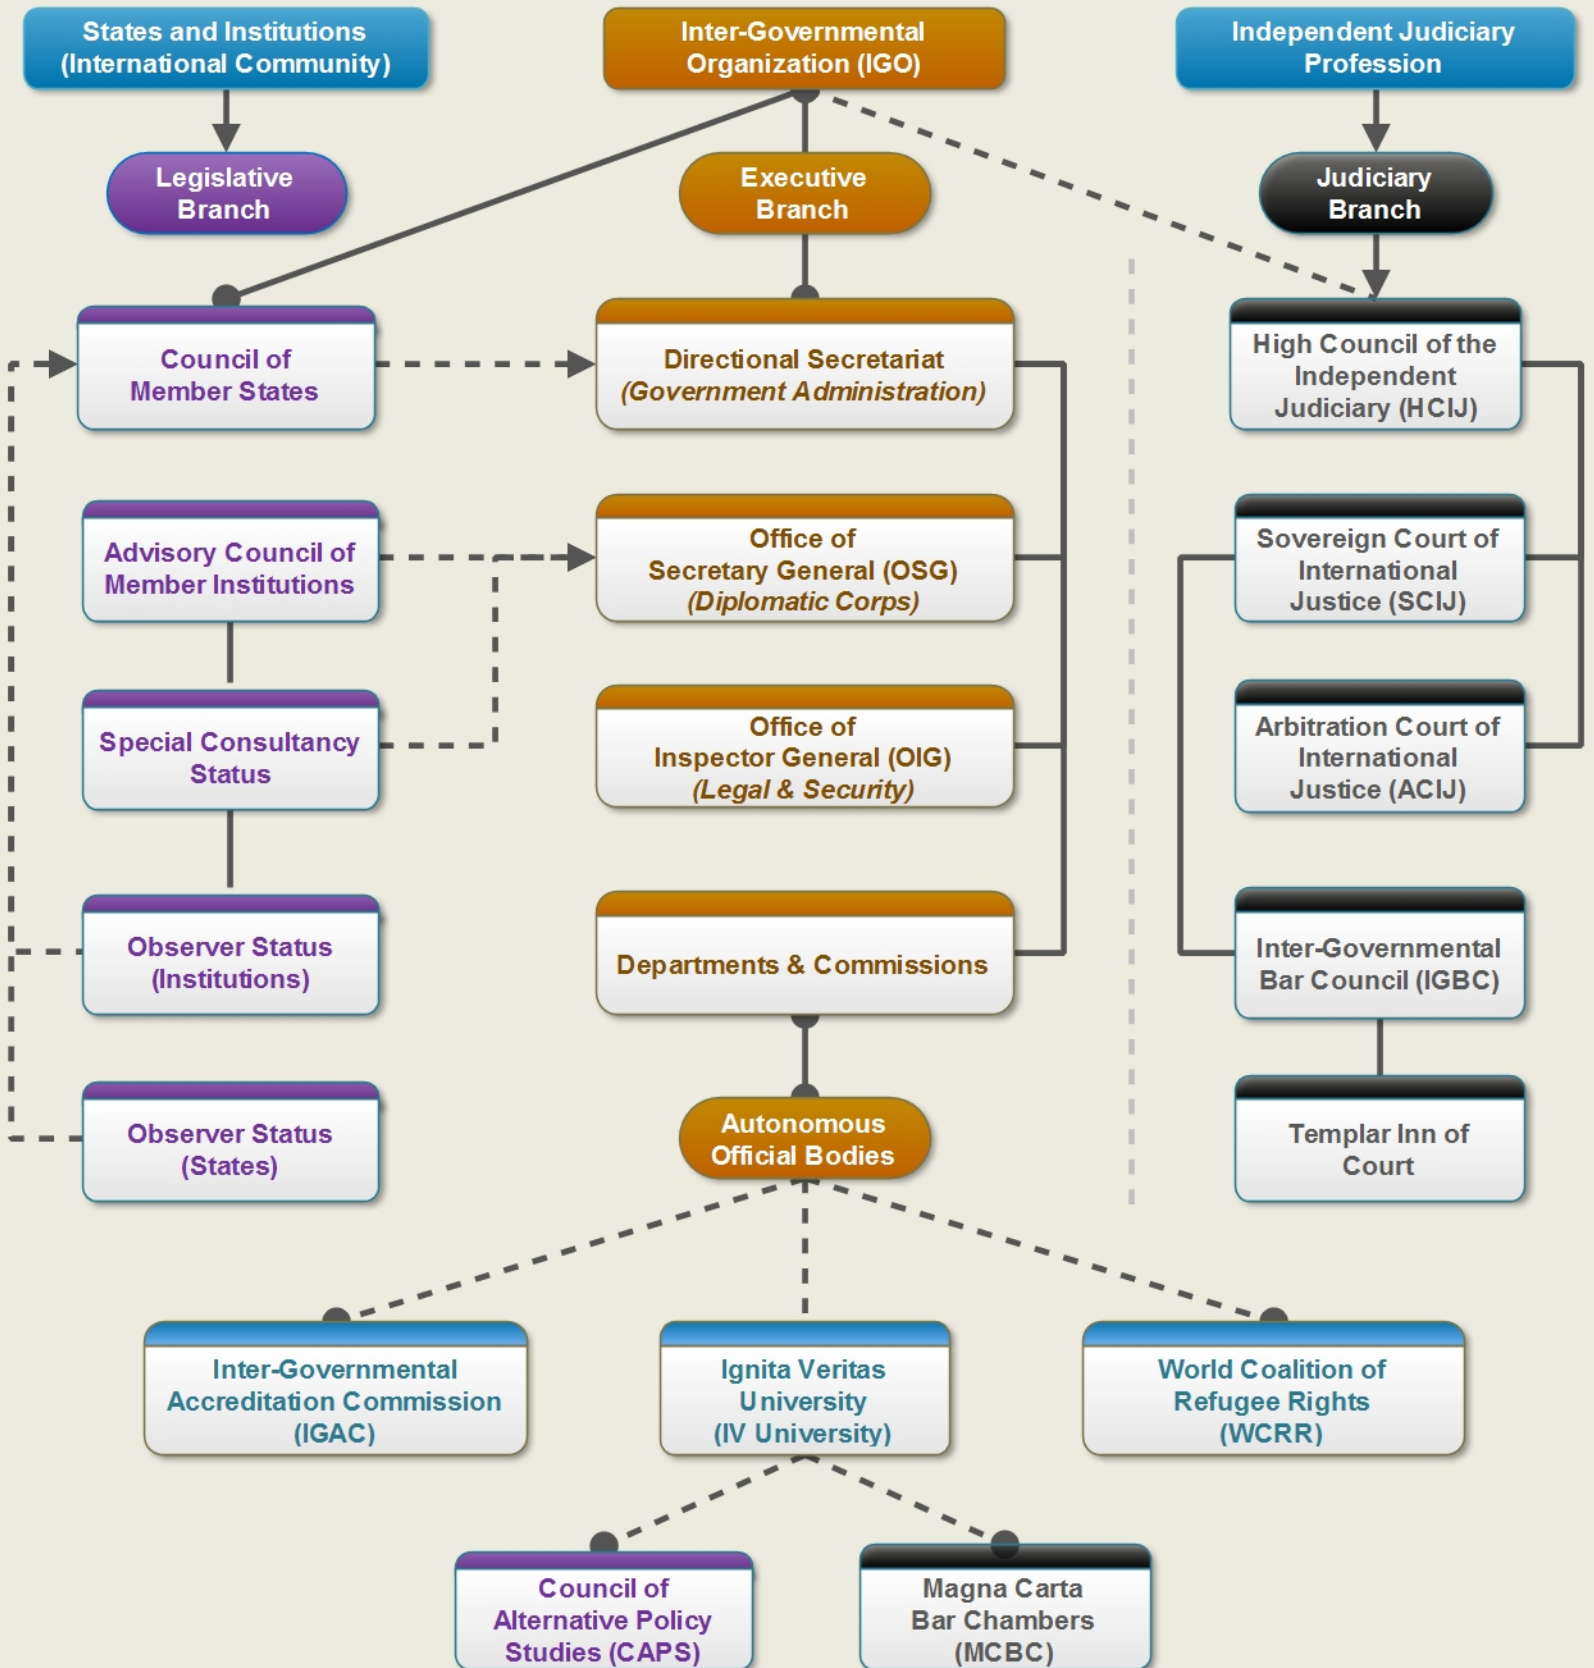 States and Institutions
(International Community)
Inter-Governmental
Organization (IGO)
Independent Judiciary
Profession
Legislative
Branch
Executive
Branch
Judiciary
Branch
Council of
Member States
Directional Secretariat
(Government Administration)
High Council of the
Independent
Judiciary (HCIJ)
Advisory Council of
Member Institutions
Office of
Secretary General (OSG)
(Diplomatic Corps)
Sovereign Court of
International
Justice (SCIJ)
Special Consultancy
Status
Office of
Inspector General (OIG)
(Legal & Security)
Arbitration Court of
International
Justice (ACIJ)
Observer Status
(Institutions)
Departments & Commissions
Inter-Governmental
Bar Council (IGBC)
Observer Status
(States)
Autonomous
Official Bodies
Templar Inn of
Court
Inter-Governmental
Accreditation Commission
(IGAC)
Ignita Veritas
University
(IV University)
World Coalition of
Refugee Rights
(WCRR)
Council of
Alternative Policy
Studies (CAPS)
Magna Carta
Bar Chambers
(MCBC)